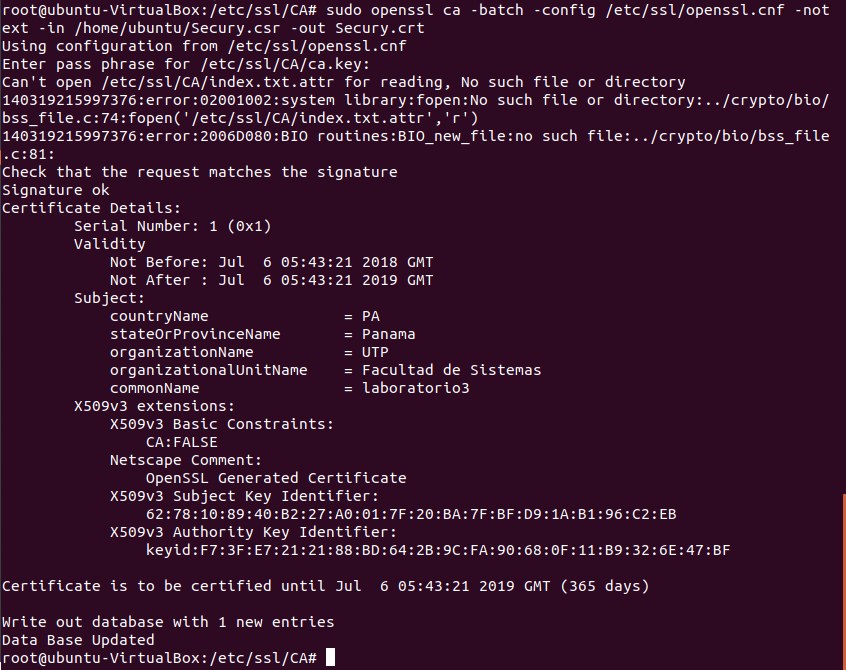 root@ubuntu-VirtualBox:/etc/ssl/CA# sudo openssl ca -batch -config /etc/ssl/openssl.cnf -not
ext -in /home/ubuntu/Secury.csr -out Secury.crt
Using configuration from /etc/ssl/openssl.cnf
Enter pass phrase for /etc/ssl/CA/ca.key:
Can't open /etc/ssl/CA/index.txt.attr for reading, No such file or directory
140319215997376:error:02001002:system library:fopen:No such file or directory:../crypto/bio/
bss_file.c:74:fopen('/etc/ssl/CA/index.txt.attr','r')
140319215997376:error:2006D080:BIO routines:BIO_new_file:no such file:../crypto/bio/bss_file
.c:81:
Check that the request matches the signature
Signature ok
Certificate Details:
        Serial Number: 1 (0x1)
        Validity
            Not Before: Jul  6 05:43:21 2018 GMT
            Not After : Jul  6 05:43:21 2019 GMT
        Subject:
            countryName               = PA
            stateOrProvinceName       = Panama
            organizationName          = UTP
            organizationalUnitName    = Facultad de Sistemas
            commonName                = laboratorio3
        X509v3 extensions:
            X509v3 Basic Constraints:
                CA:FALSE
            Netscape Comment:
                OpenSSL Generated Certificate
            X509v3 Subject Key Identifier:
                62:78:10:89:40:B2:27:A0:01:7F:20:BA:7F:BF:D9:1A:B1:96:C2:EB
            X509v3 Authority Key Identifier:
                keyid:F7:3F:E7:21:21:88:BD:64:2B:9C:FA:90:68:0F:11:B9:32:6E:47:BF
Certificate is to be certified until Jul  6 05:43:21 2019 GMT (365 days)
Write out database with 1 new entries
Data Base Updated
root@ubuntu-VirtualBox:/etc/ssl/CA#